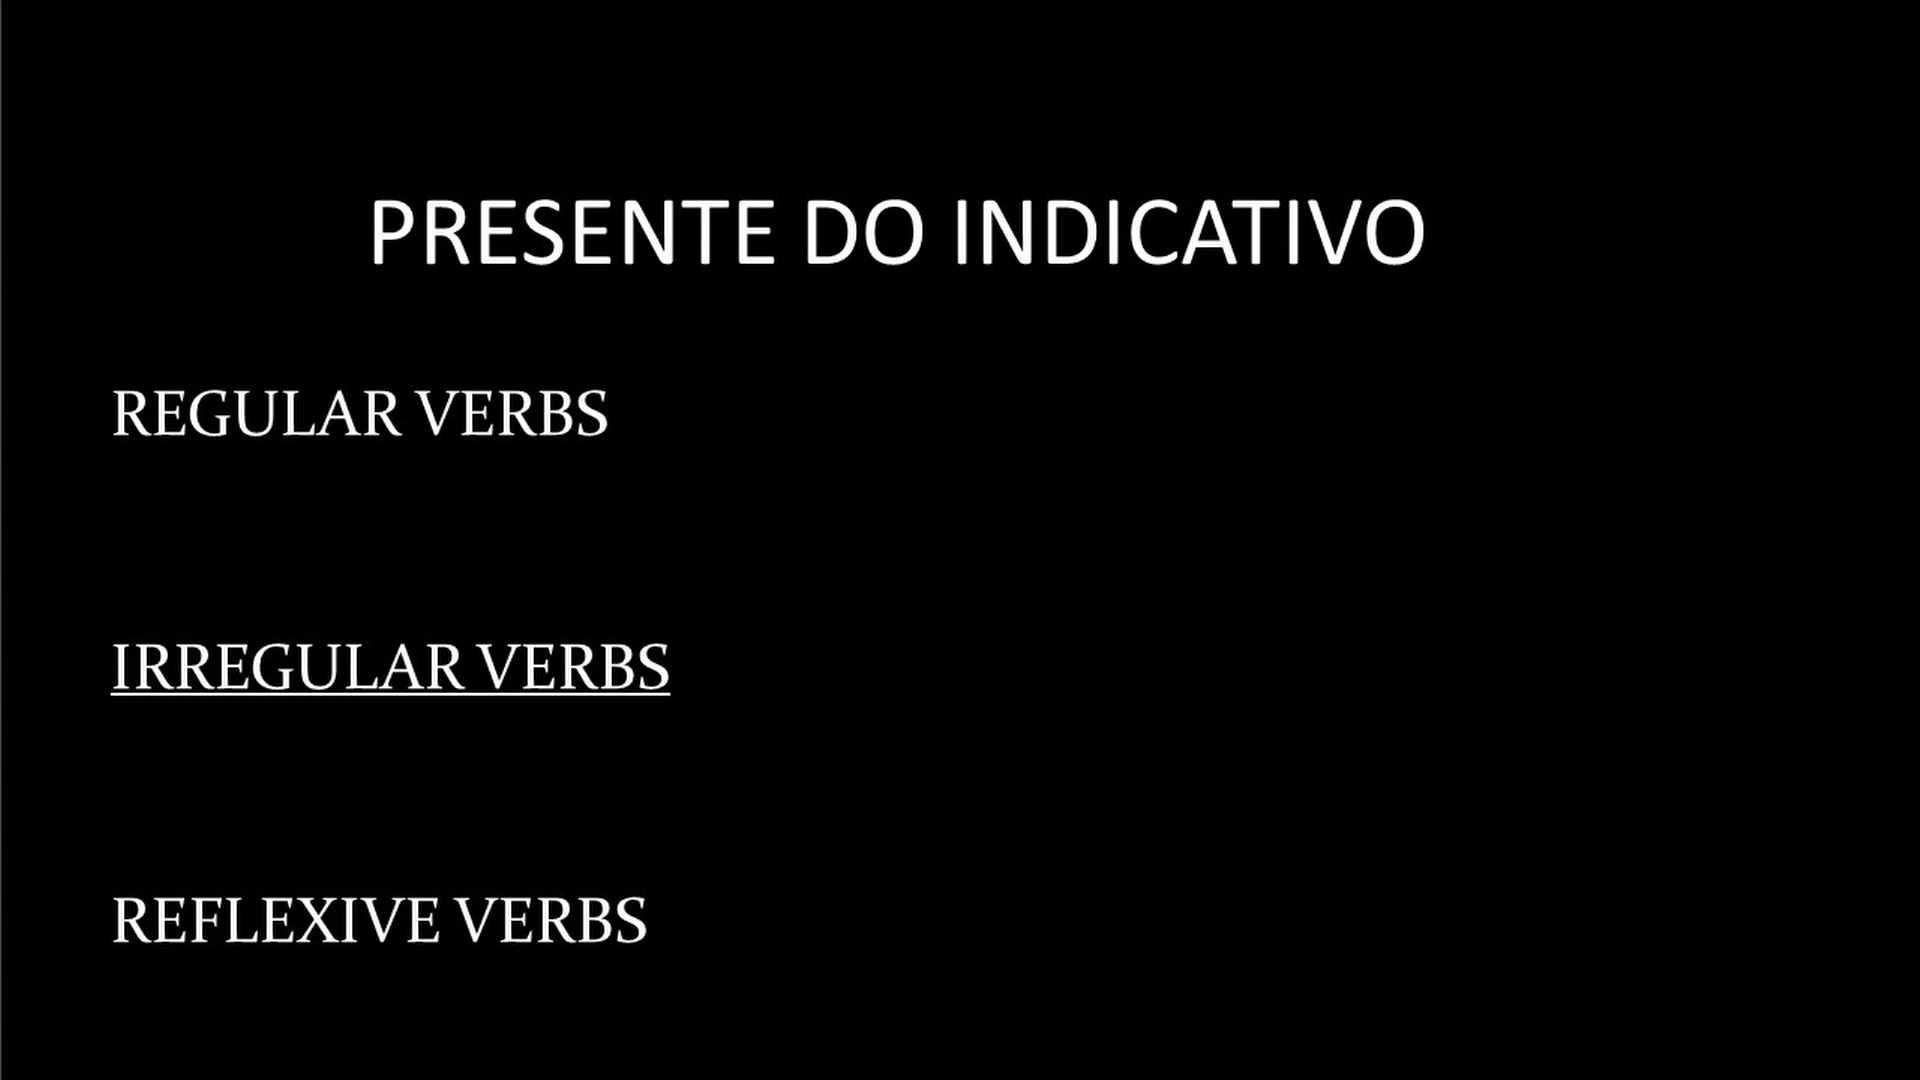 PRESENTE DO INDICATIVO
REGULAR VERBS
IRREGULAR VERBS
REFLEXIVE VERBS